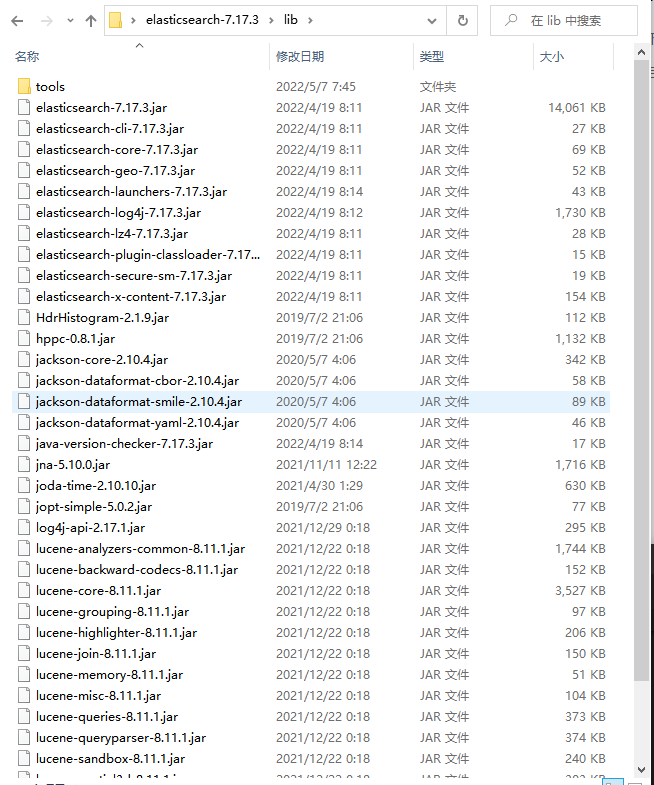 elasticsearch-7.17.3 lib 在 lib 中搜索
名称 修改日期 类型 大小
tools 2022/5/7 7:45 文件夹
elasticsearch-7.17.3.jar 2022/4/19 8:11 JAR 文件 14,061 KB
elasticsearch-cli-7.17.3.jar 2022/4/19 8:11 JAR 文件 27 KB
elasticsearch-core-7.17.3.jar 2022/4/19 8:11 JAR 文件 69 KB
elasticsearch-geo-7.17.3.jar 2022/4/19 8:11 JAR 文件 52 KB
elasticsearch-launchers-7.17.3.jar 2022/4/19 8:14 JAR 文件 43 KB
elasticsearch-log4j-7.17.3.jar 2022/4/19 8:12 JAR 文件 1,730 KB
elasticsearch-lz4-7.17.3.jar 2022/4/19 8:11 JAR 文件 28 KB
elasticsearch-plugin-classloader-7.17... 2022/4/19 8:11 JAR 文件 15 KB
elasticsearch-secure-sm-7.17.3.jar 2022/4/19 8:11 JAR 文件 19 KB
elasticsearch-x-content-7.17.3.jar 2022/4/19 8:11 JAR 文件 154 KB
HdrHistogram-2.1.9.jar 2019/7/2 21:06 JAR 文件 112 KB
hppc-0.8.1.jar 2019/7/2 21:06 JAR 文件 1,132 KB
jackson-core-2.10.4.jar 2020/5/7 4:06 JAR 文件 342 KB
jackson-dataformat-cbor-2.10.4.jar 2020/5/7 4:06 JAR 文件 58 KB
jackson-dataformat-smile-2.10.4.jar 2020/5/7 4:06 JAR 文件 89 KB
jackson-dataformat-yaml-2.10.4.jar 2020/5/7 4:06 JAR 文件 46 KB
java-version-checker-7.17.3.jar 2022/4/19 8:14 JAR 文件 17 KB
jna-5.10.0.jar 2021/11/11 12:22 JAR 文件 1,716 KB
joda-time-2.10.10.jar 2021/4/30 1:29 JAR 文件 630 KB
jopt-simple-5.0.2.jar 2019/7/2 21:06 JAR 文件 77 KB
log4j-api-2.17.1.jar 2021/12/29 0:18 JAR 文件 295 KB
lucene-analyzers-common-8.11.1.jar 2021/12/22 0:18 JAR 文件 1,744 KB
lucene-backward-codecs-8.11.1.jar 2021/12/22 0:18 JAR 文件 152 KB
lucene-core-8.11.1.jar 2021/12/22 0:18 JAR 文件 3,527 KB
lucene-grouping-8.11.1.jar 2021/12/22 0:18 JAR 文件 97 KB
lucene-highlighter-8.11.1.jar 2021/12/22 0:18 JAR 文件 206 KB
lucene-join-8.11.1.jar 2021/12/22 0:18 JAR 文件 150 KB
lucene-memory-8.11.1.jar 2021/12/22 0:18 JAR 文件 51 KB
lucene-misc-8.11.1.jar 2021/12/22 0:18 JAR 文件 104 KB
lucene-queries-8.11.1.jar 2021/12/22 0:18 JAR 文件 373 KB
lucene-queryparser-8.11.1.jar 2021/12/22 0:18 JAR 文件 374 KB
lucene-sandbox-8.11.1.jar 2021/12/22 0:18 JAR 文件 240 KB